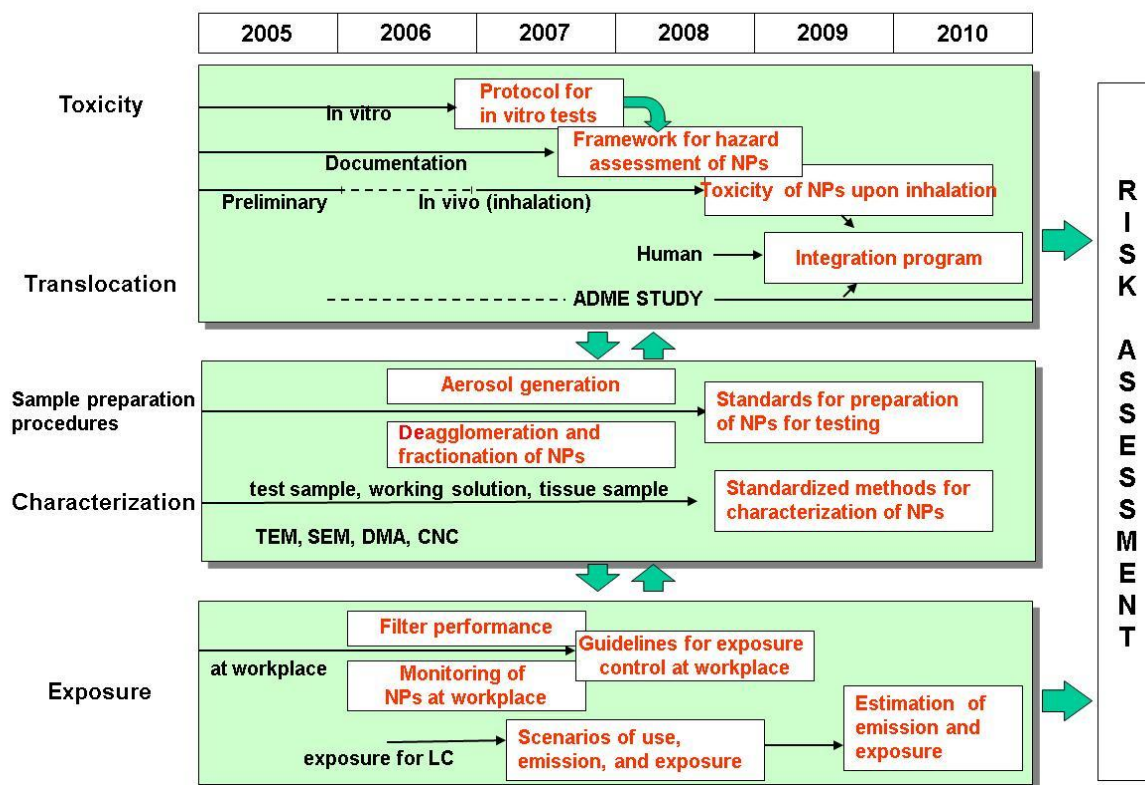 2005 2006 2007 2008 2009 2010
Toxicity
In vitro
Protocol for
in vitro tests
Documentation
Framework for hazard
assessment of NPs
Preliminary
In vivo (inhalation)
Toxicity of NPs upon inhalation
Human
Integration program
Translocation
ADME STUDY
Sample preparation
procedures
Aerosol generation
Deagglomeration and
fractionation of NPs
Standards for preparation
of NPs for testing
Characterization
test sample, working solution, tissue sample
TEM, SEM, DMA, CNC
Standardized methods for
characterization of NPs
Exposure
at workplace
Filter performance
Monitoring of
NPs at workplace
Guidelines for exposure
control at workplace
exposure for LC
Scenarios of use,
emission, and exposure
Estimation of
emission and
exposure
RISK ASSESSMENT